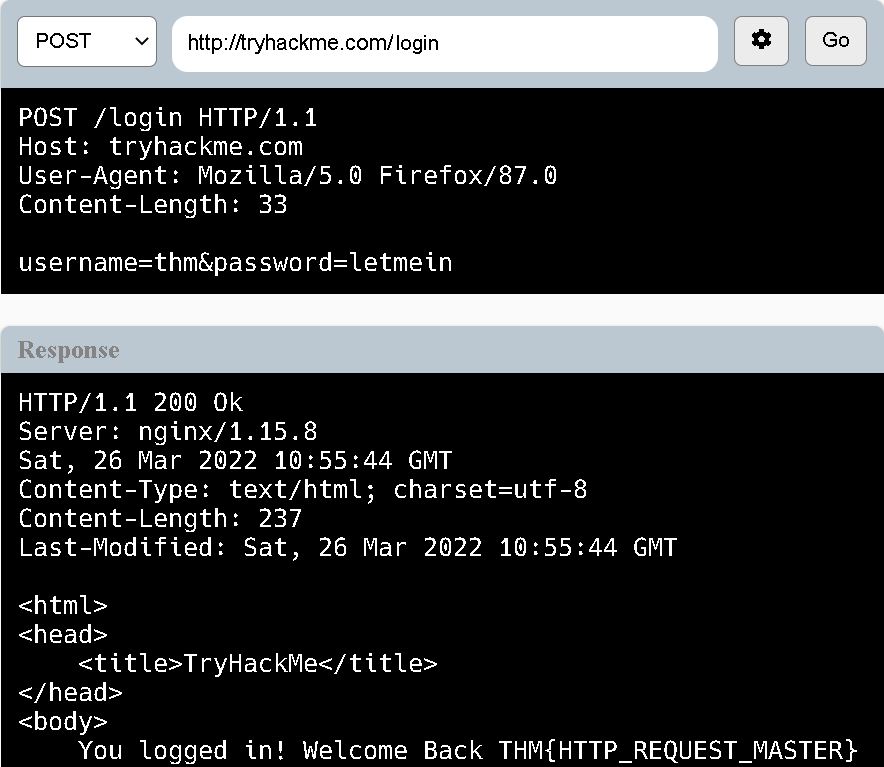 POST http://tryhackme.com/login Go
POST /login HTTP/1.1
Host: tryhackme.com
User-Agent: Mozilla/5.0 Firefox/87.0
Content-Length: 33

username=thm&password=letmein

Response
HTTP/1.1 200 Ok
Server: nginx/1.15.8
Sat, 26 Mar 2022 10:55:44 GMT
Content-Type: text/html; charset=utf-8
Content-Length: 237
Last-Modified: Sat, 26 Mar 2022 10:55:44 GMT

<html>
<head>
    <title>TryHackMe</title>
</head>
<body>
    You logged in! Welcome Back THM{HTTP_REQUEST_MASTER}